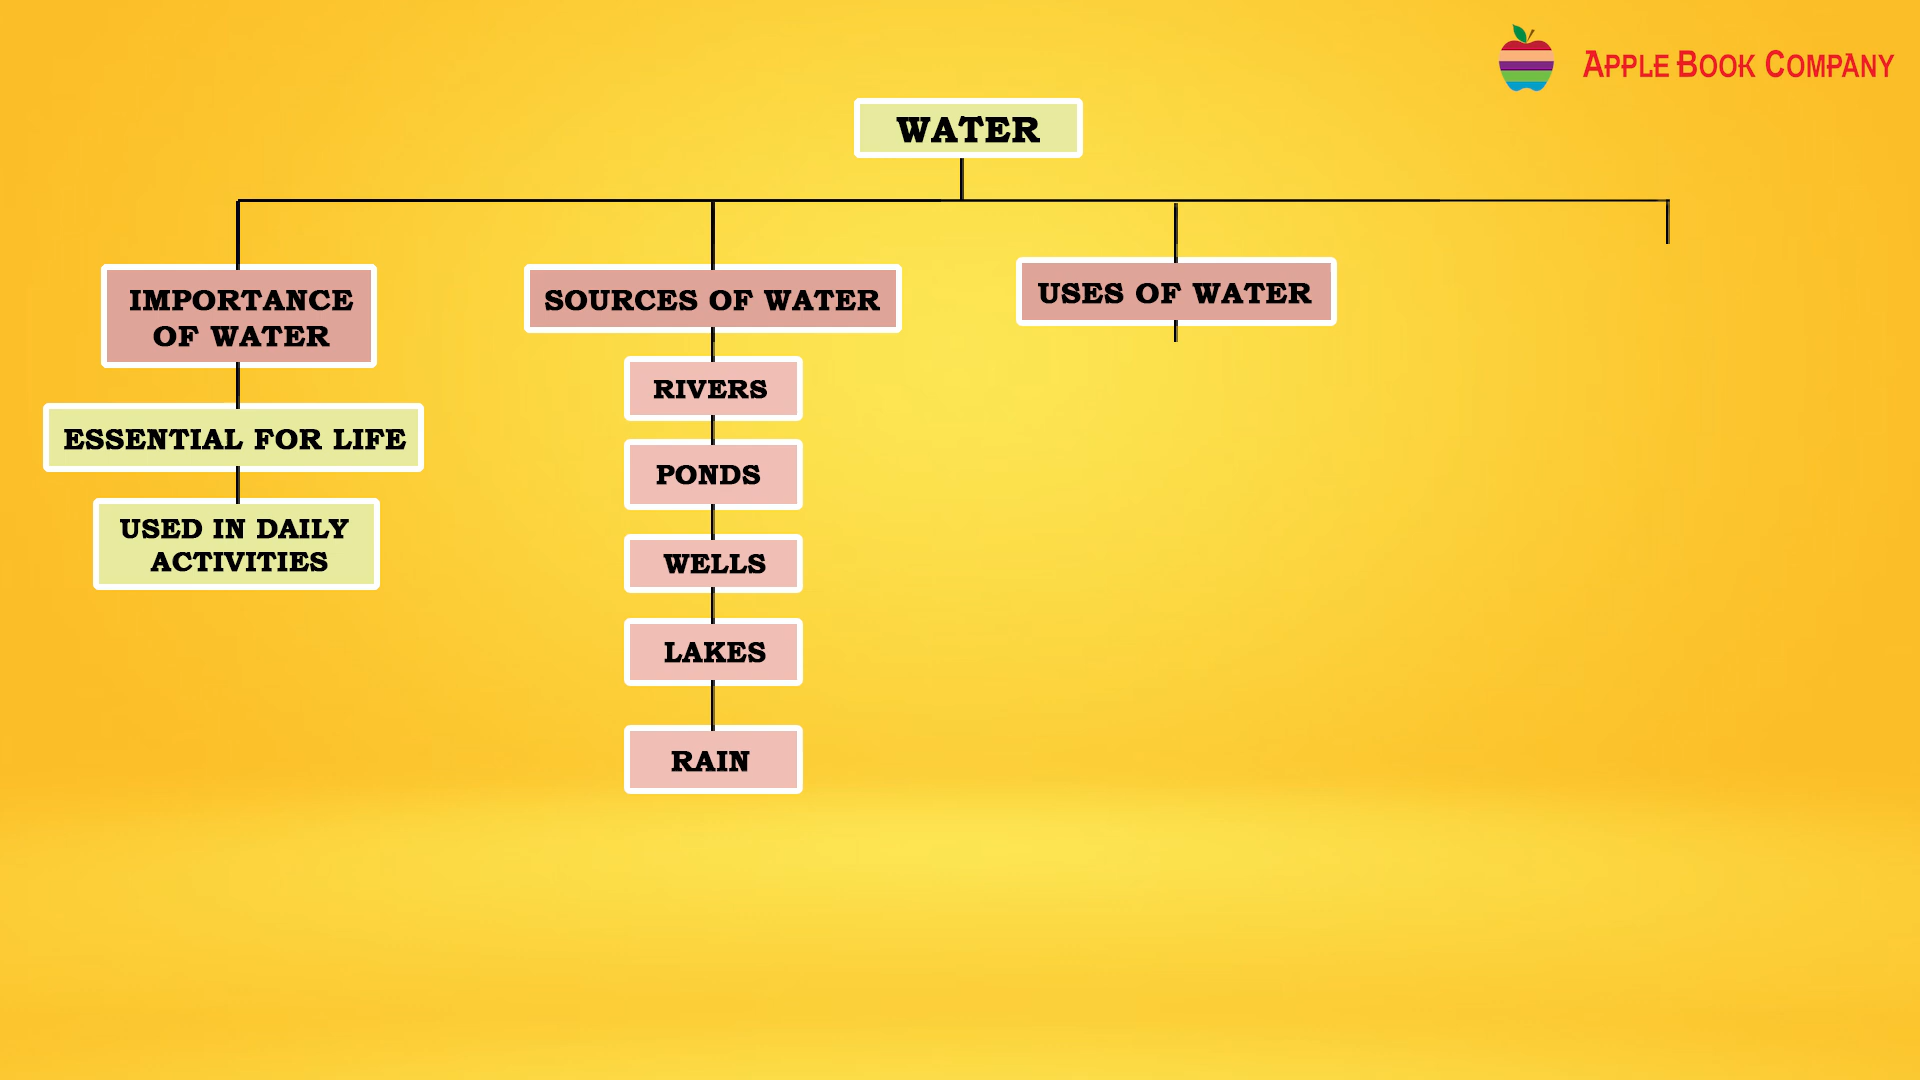 APPLE BOOK COMPANY
WATER
IMPORTANCE
OF WATER
ESSENTIAL FOR LIFE
USED IN DAILY
ACTIVITIES
SOURCES OF WATER
RIVERS
PONDS
WELLS
LAKES
RAIN
USES OF WATER